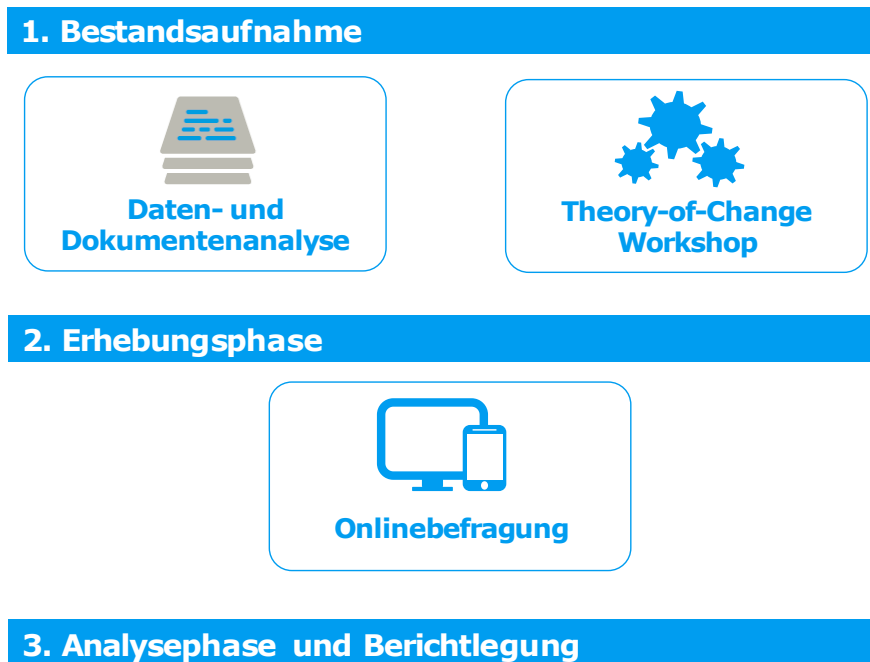 1. Bestandsaufnahme
Daten- und
Dokumentenanalyse
Theory-of-Change
Workshop
2. Erhebungsphase
Onlinebefragung
3. Analysephase und Berichtlegung